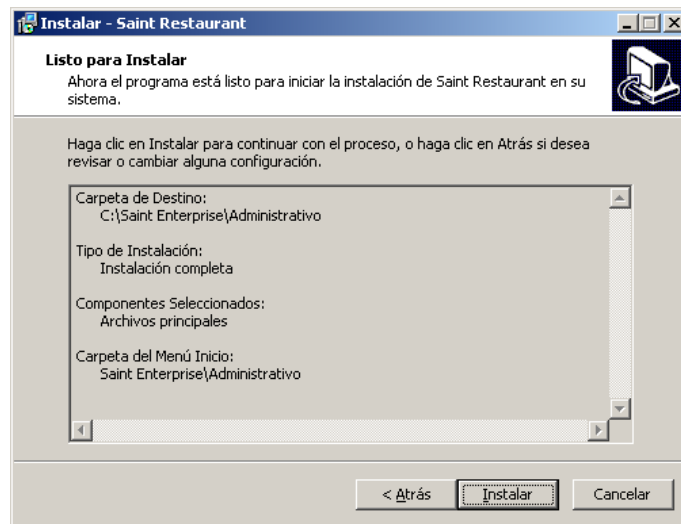 Instalar - Saint Restaurant
Listo para Instalar
Ahora el programa está listo para iniciar la instalación de Saint Restaurant en su
sistema.
Haga clic en Instalar para continuar con el proceso, o haga clic en Atrás si desea
revisar o cambiar alguna configuración.
Carpeta de Destino:
C:\Saint Enterprise\Administrativo
Tipo de Instalación:
Instalación completa
Componentes Seleccionados:
Archivos principales
Carpeta del Menú Inicio:
Saint Enterprise\Administrativo
< Atrás
Instalar
Cancelar